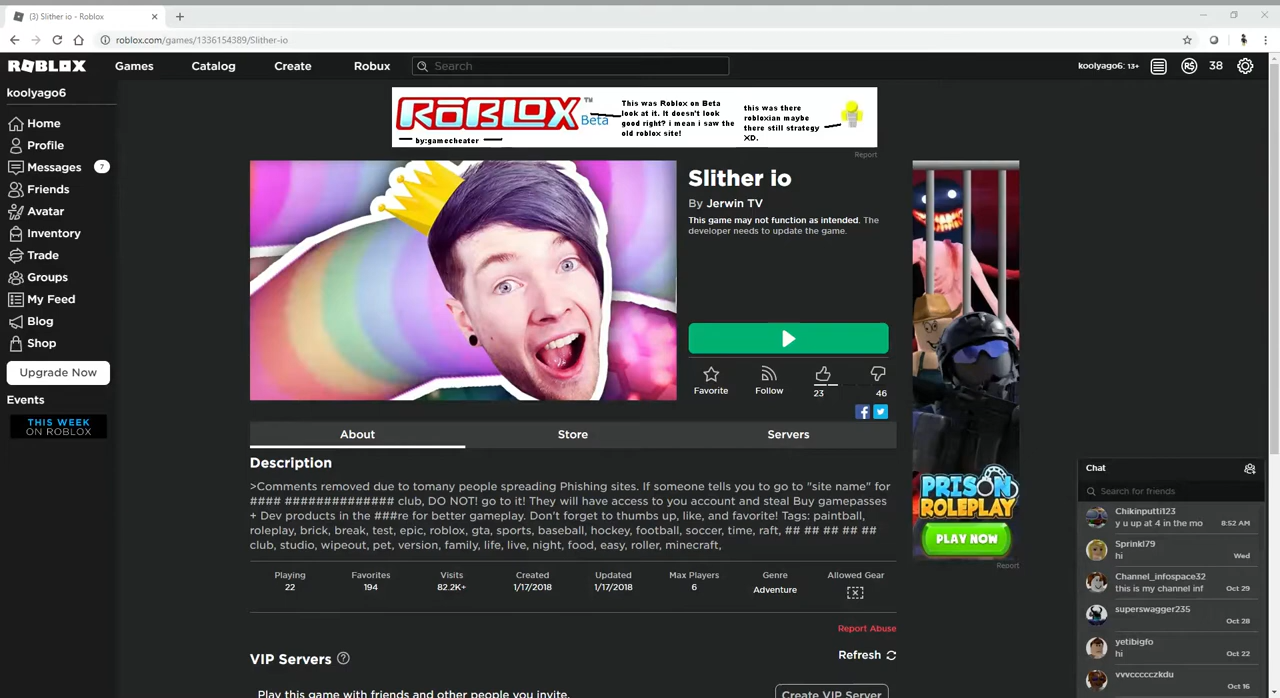 (3) Slither io - Roblox
roblox.com/games/1336154389/Slither-io
ROBLOX
Games
Catalog
Create
Robux
Search
koolyago6: 13+
38
koolyago6
Home
Profile
Messages
7
Friends
Avatar
Inventory
Trade
Groups
My Feed
Blog
Shop
Upgrade Now
Events
THIS WEEK
ON ROBLOX
ROBLOX™
Beta
by:gamecheater
This was Roblox on Beta
look at it. It doesn't look
good right? i mean i saw the
old roblox site!
this was there
robloxian maybe
there still strategy
XD.
Report
Slither io
By Jerwin TV
This game may not function as intended. The
developer needs to update the game.
Favorite
Follow
23
46
About
Store
Servers
Description
>Comments removed due to tomany people spreading Phishing sites. If someone tells you to go to "site name" for
#### ############## club, DO NOT! go to it! They will have access to you account and steal Buy gamepasses
+ Dev products in the ###re for better gameplay. Don't forget to thumbs up, like, and favorite! Tags: paintball,
roleplay, brick, break, test, epic, roblox, gta, sports, baseball, hockey, football, soccer, time, raft, ## ## ## ## ##
club, studio, wipeout, pet, version, family, life, live, night, food, easy, roller, minecraft,
Playing
22
Favorites
194
Visits
82.2K+
Created
1/17/2018
Updated
1/17/2018
Max Players
6
Genre
Adventure
Allowed Gear
Report Abuse
VIP Servers
Refresh
Play this game with friends and other people you invite.
Create VIP Server
PRISON
ROLEPLAY
PLAY NOW
Report
Chat
Search for friends
Chikinputti123
y u up at 4 in the mo
8:52 AM
Sprinkl79
hi
Wed
Channel_infospace32
this is my channel inf
Oct 29
superswagger235
Oct 28
yetibigfo
hi
Oct 22
vvvccccczkdu
Oct 16